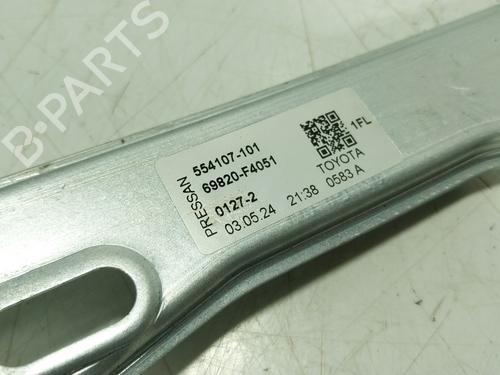 B-PARTS
PRESSAN
554107-101
69820-F4051
0127-2
03.05.24 21:38
1FL
TOYOTA
0583 A